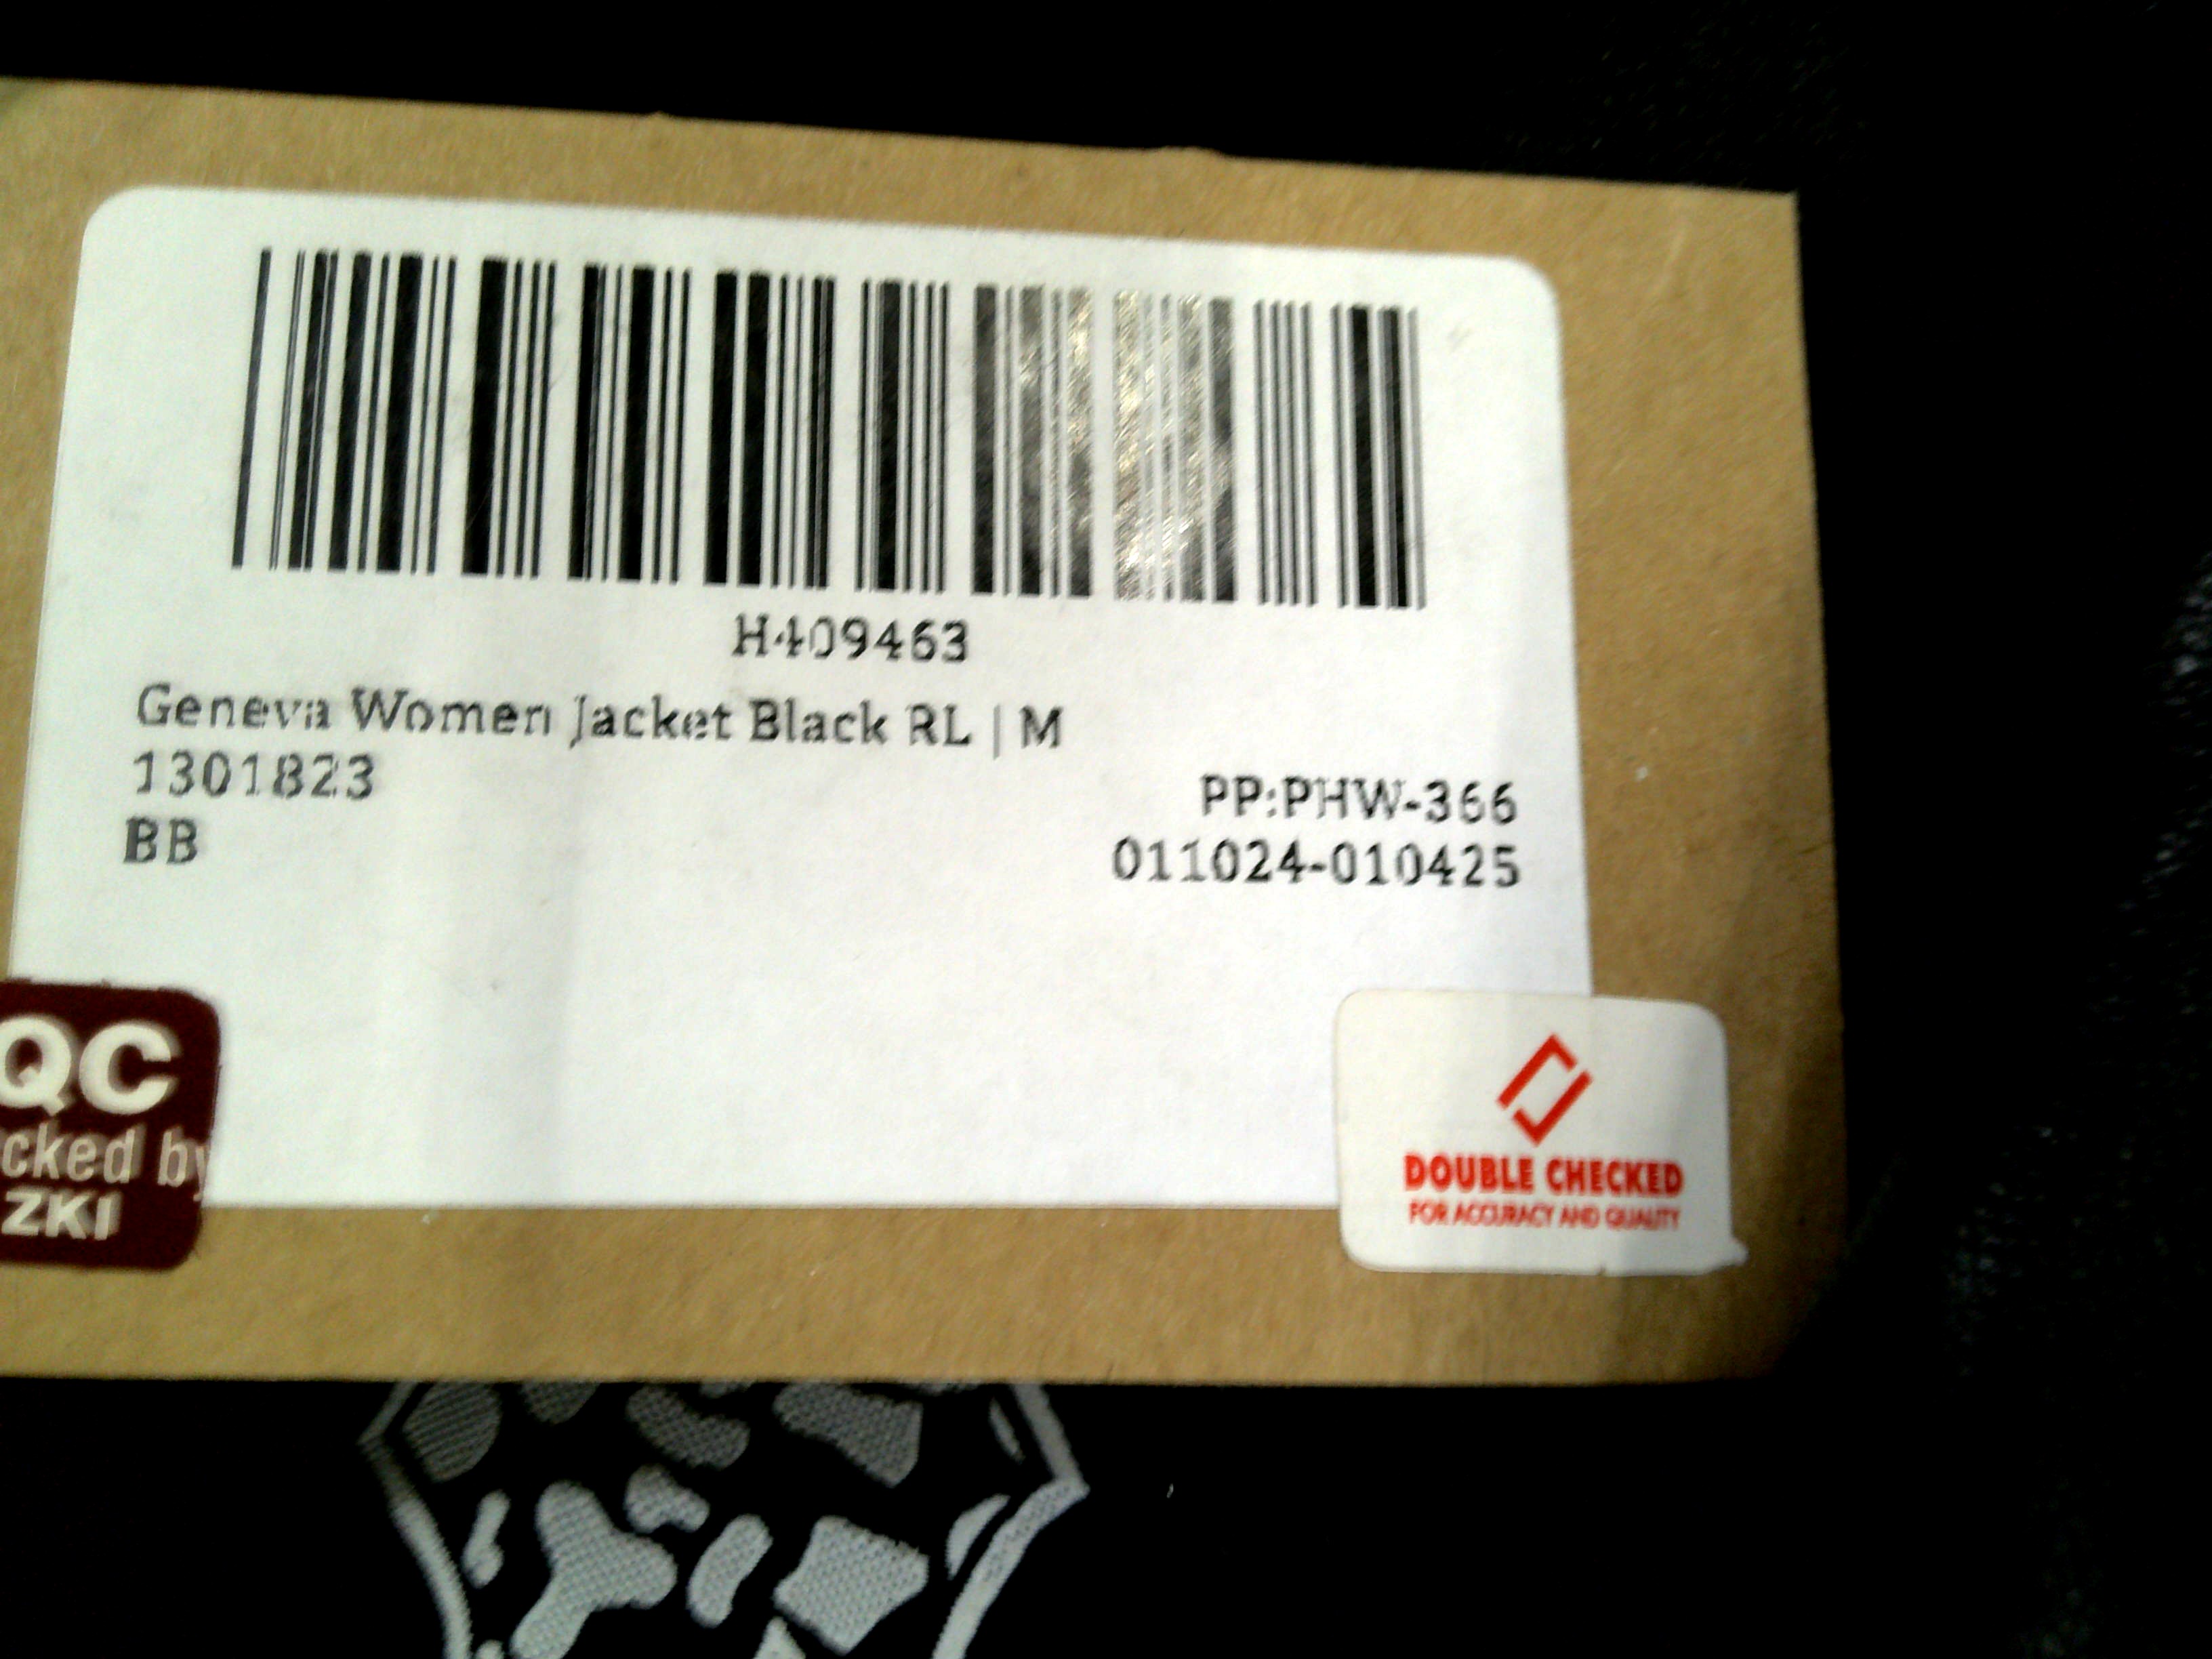 H409463
Geneva Women Jacket Black RL | M
1301823
PP:PHW-366
BB
011024-010425
QC
cked by
ZKI
DOUBLE CHECKED
FOR ACCURACY AND QUALITY